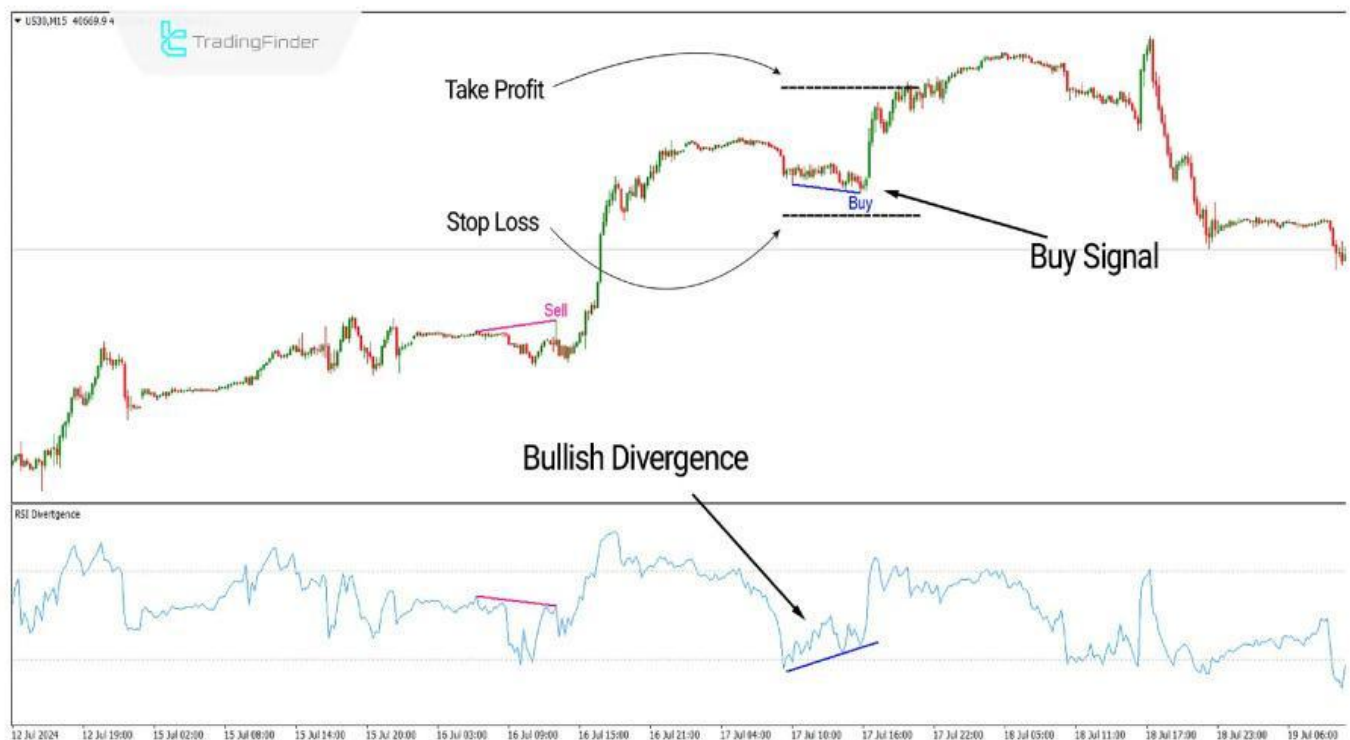 US30,M15 40669.9 4
TradingFinder
Take Profit
Stop Loss
Buy
Buy Signal
Sell
Bullish Divergence
RSI Divertgence
12 Jul 2024 12 Jul 19:00 15 Jul 02:00 15 Jul 08:00 15 Jul 14:00 15 Jul 20:00 16 Jul 03:00 16 Jul 09:00 16 Jul 15:00 16 Jul 21:00 17 Jul 04:00 17 Jul 10:00 17 Jul 16:00 17 Jul 22:00 18 Jul 05:00 18 Jul 11:00 18 Jul 17:00 18 Jul 23:00 19 Jul 06:00